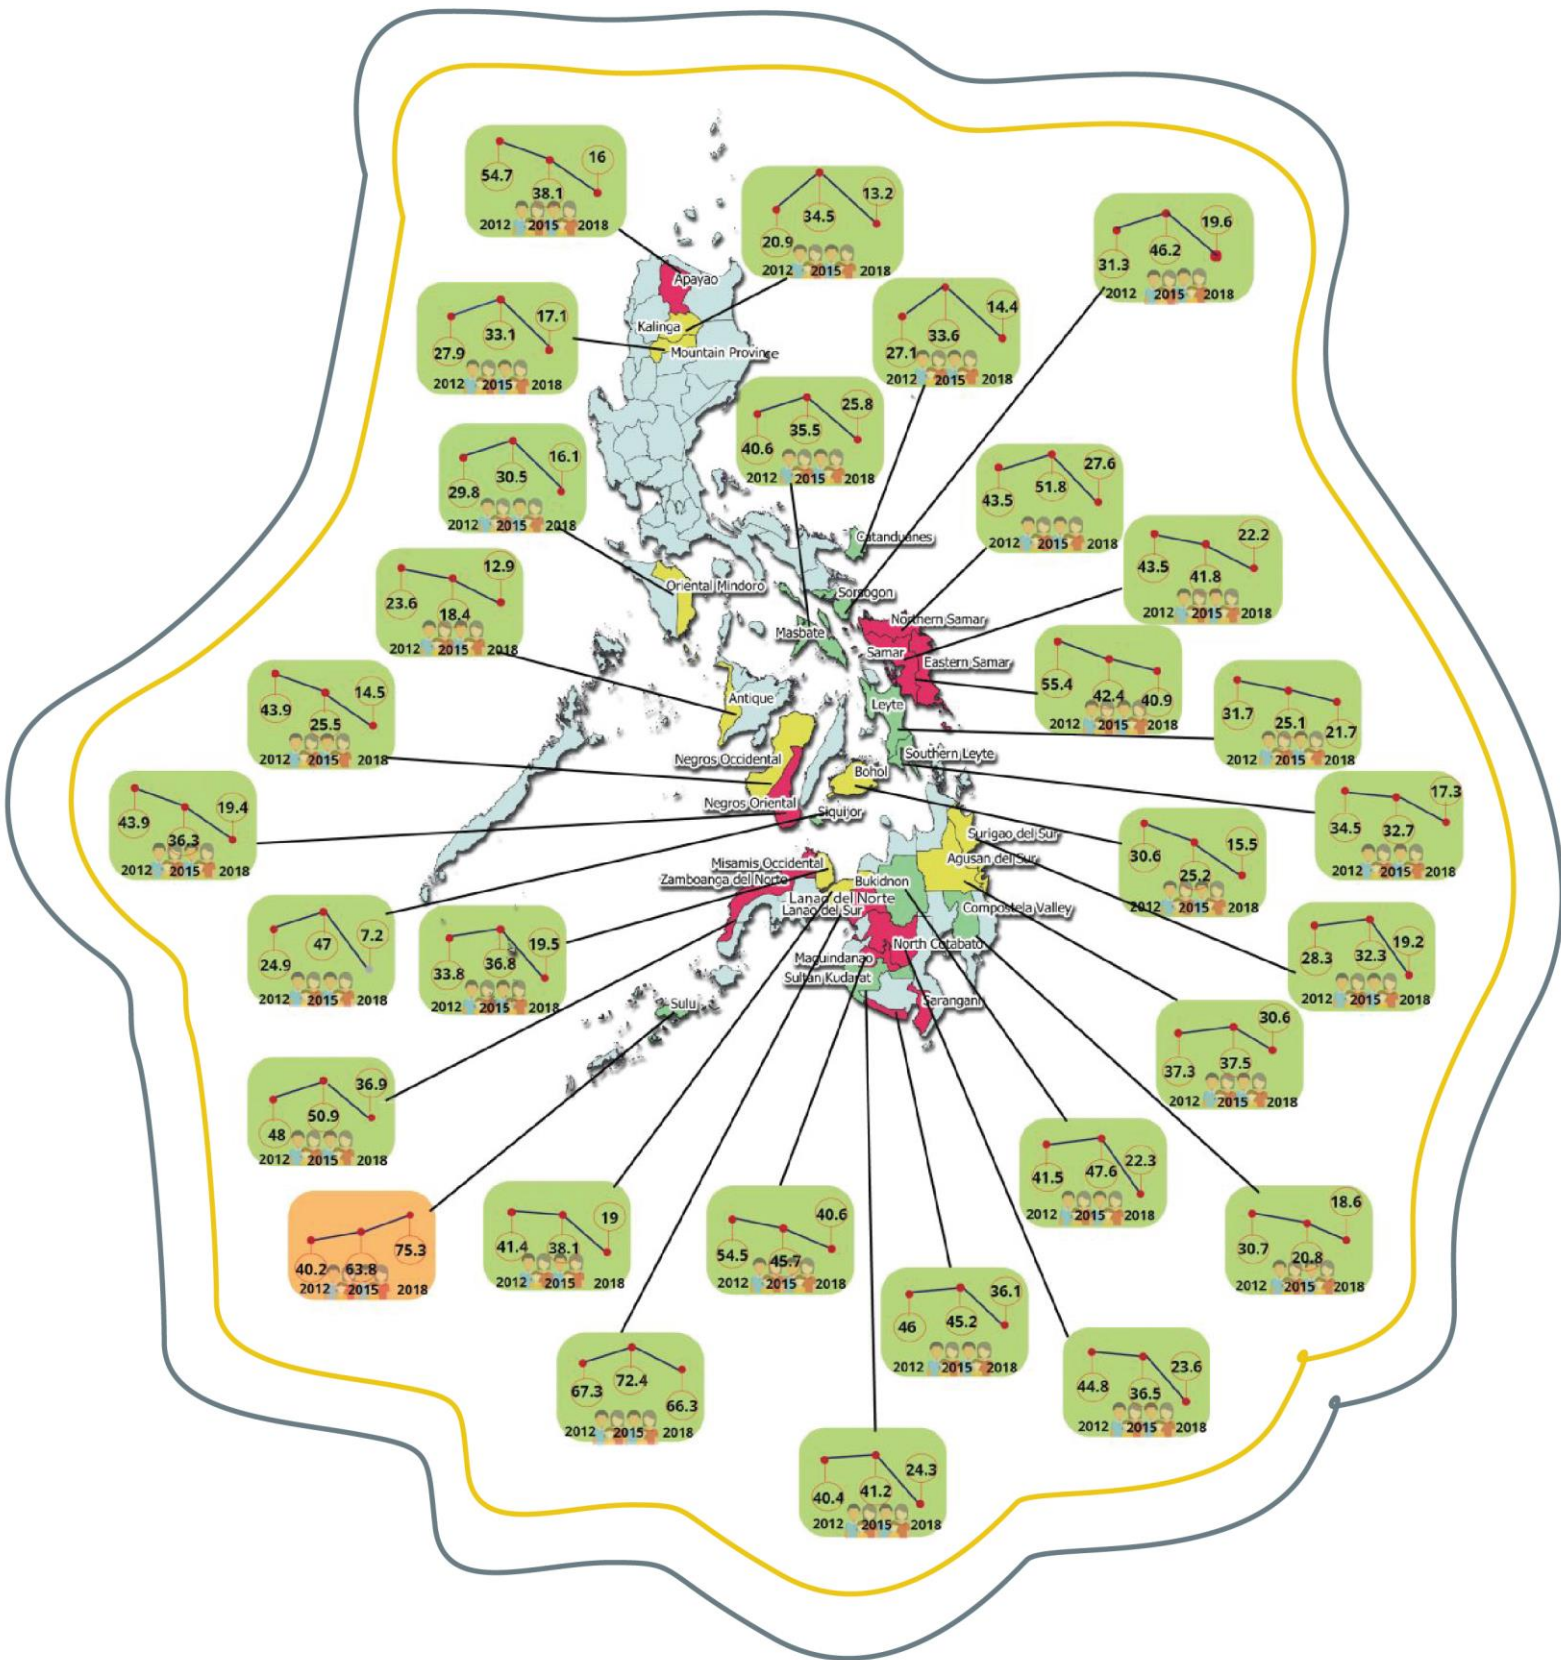 54.7 38.1 16
2012 2015 2018
20.9 34.5 13.2
2012 2015 2018
31.3 46.2 19.6
2012 2015 2018
27.9 33.1 17.1
2012 2015 2018
27.1 33.6 14.4
2012 2015 2018
40.6 35.5 25.8
2012 2015 2018
29.8 30.5 16.1
2012 2015 2018
43.5 51.8 27.6
2012 2015 2018
43.5 41.8 22.2
2012 2015 2018
23.6 18.4 12.9
2012 2015 2018
55.4 42.4 40.9
2012 2015 2018
43.9 25.5 14.5
2012 2015 2018
31.7 25.1 21.7
2012 2015 2018
43.9 36.3 19.4
2012 2015 2018
34.5 32.7 17.3
2012 2015 2018
30.6 25.2 15.5
2012 2015 2018
24.9 47 7.2
2012 2015 2018
33.8 36.8 19.5
2012 2015 2018
28.3 32.3 19.2
2012 2015 2018
37.3 37.5 30.6
2012 2015 2018
48 50.9 36.9
2012 2015 2018
41.5 47.6 22.3
2012 2015 2018
40.2 63.8 75.3
2012 2015 2018
41.4 38.1 19
2012 2015 2018
54.5 45.7 40.6
2012 2015 2018
30.7 20.8 18.6
2012 2015 2018
46 45.2 36.1
2012 2015 2018
67.3 72.4 66.3
2012 2015 2018
44.8 36.5 23.6
2012 2015 2018
40.4 41.2 24.3
2012 2015 2018
Apayao
Kalinga
Mountain Province
Catanduanes
Oriental Mindoro
Sorsogon
Northern Samar
Masbate
Samar
Eastern Samar
Antique
Leyte
Southern Leyte
Negros Occidental
Bohol
Negros Oriental
Siquijor
Surigao del Sur
Misamis Occidental
Agusan del Sur
Zamboanga del Norte
Bukidnon
Lanao del Norte
Lanao del Sur
Compostela Valley
North Cotabato
Maguindanao
Sultan Kudarat
Sarangani
Sulu